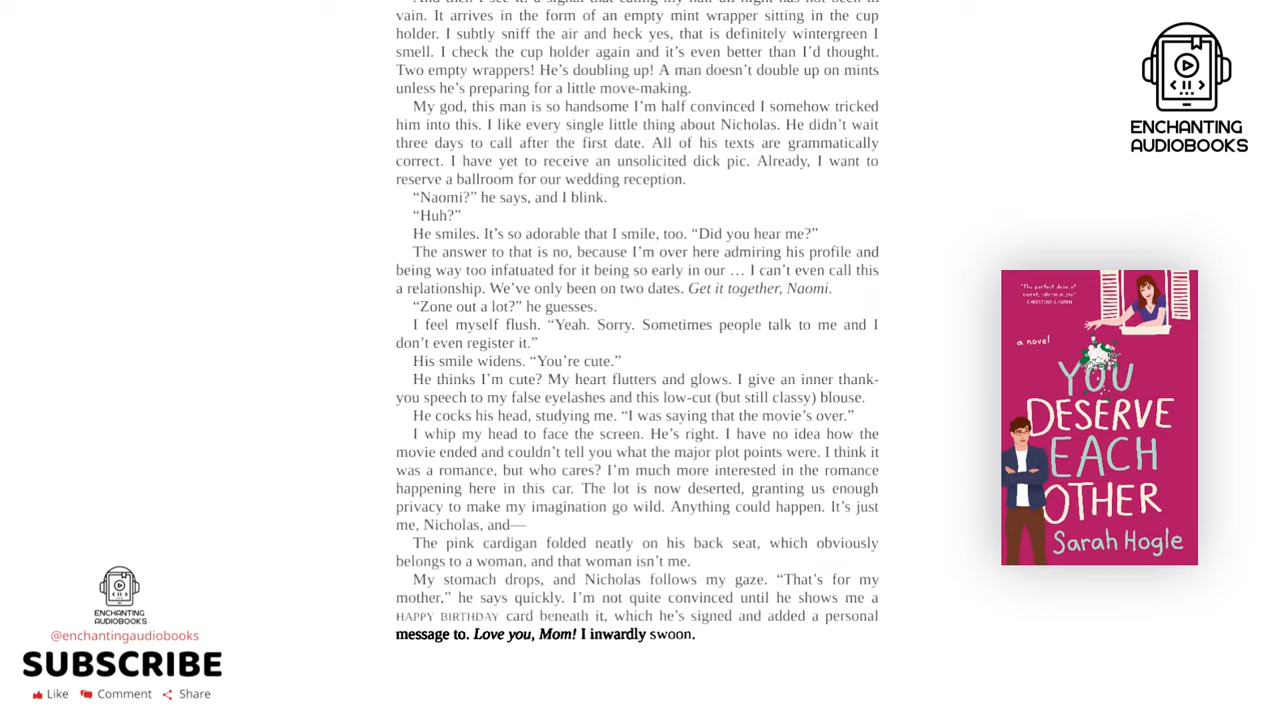 vain. It arrives in the form of an empty mint wrapper sitting in the cup
holder. I subtly sniff the air and heck yes, that is definitely wintergreen I
smell. I check the cup holder again and it’s even better than I’d thought.
Two empty wrappers! He’s doubling up! A man doesn’t double up on mints
unless he’s preparing for a little move-making.
My god, this man is so handsome I’m half convinced I somehow tricked
him into this. I like every single little thing about Nicholas. He didn’t wait
three days to call after the first date. All of his texts are grammatically
correct. I have yet to receive an unsolicited dick pic. Already, I want to
reserve a ballroom for our wedding reception.
“Naomi?” he says, and I blink.
“Huh?”
He smiles. It’s so adorable that I smile, too. “Did you hear me?”
The answer to that is no, because I’m over here admiring his profile and
being way too infatuated for it being so early in our … I can’t even call this
a relationship. We’ve only been on two dates. Get it together, Naomi.
“Zone out a lot?” he guesses.
I feel myself flush. “Yeah. Sorry. Sometimes people talk to me and I
don’t even register it.”
His smile widens. “You’re cute.”
He thinks I’m cute? My heart flutters and glows. I give an inner thank-
you speech to my false eyelashes and this low-cut (but still classy) blouse.
He cocks his head, studying me. “I was saying that the movie’s over.”
I whip my head to face the screen. He’s right. I have no idea how the
movie ended and couldn’t tell you what the major plot points were. I think it
was a romance, but who cares? I’m much more interested in the romance
happening here in this car. The lot is now deserted, granting us enough
privacy to make my imagination go wild. Anything could happen. It’s just
me, Nicholas, and—
The pink cardigan folded neatly on his back seat, which obviously
belongs to a woman, and that woman isn’t me.
My stomach drops, and Nicholas follows my gaze. “That’s for my
mother,” he says quickly. I’m not quite convinced until he shows me a
HAPPY BIRTHDAY card beneath it, which he’s signed and added a personal
message to. Love you, Mom! I inwardly swoon.
ENCHANTING
AUDIOBOOKS
"The perfect dose of
CHRISTINA LAUREN
a novel
YOU
DESERVE
EACH
OTHER
Sarah Hogle
ENCHANTING
AUDIOBOOKS
@enchantingaudiobooks
SUBSCRIBE
Like Comment Share